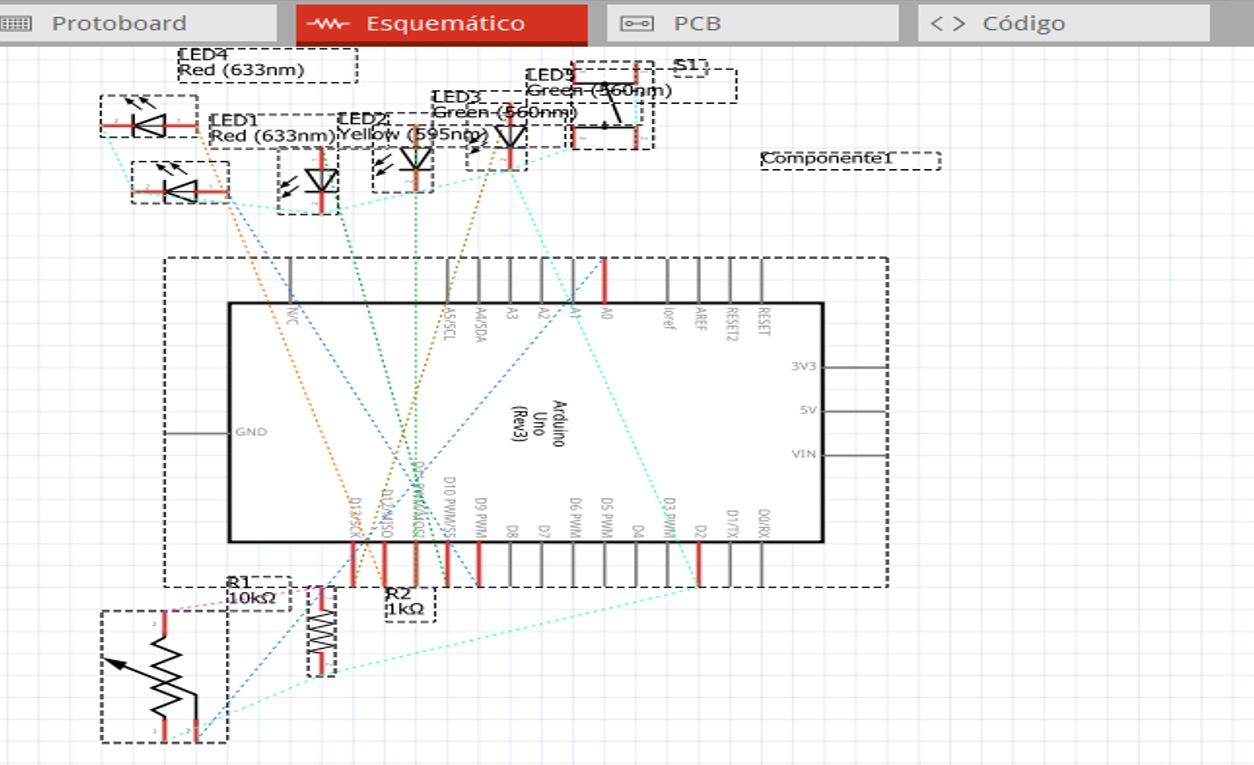 Protoboard
Esquemático
PCB
Código
LED4
Red (633nm)
LED1
Red (633nm)
LED2
Yellow (595nm)
LED3
Green (560nm)
LED5
Green (560nm)
S1
Componente1
N/C
A5/SCL
A4/SDA
A3
A2
A1
A0
ioref
AREF
RESET2
RESET
3V3
5V
VIN
GND
Arduino
Uno
(Rev3)
D13/SCK
D12/MISO
D10 PWM/SS
D9 PWM
D8
D7
D6 PWM
D5 PWM
D4
D3 PWM
D2
D1/TX
D0/RX
R1
10kΩ
R2
1kΩ